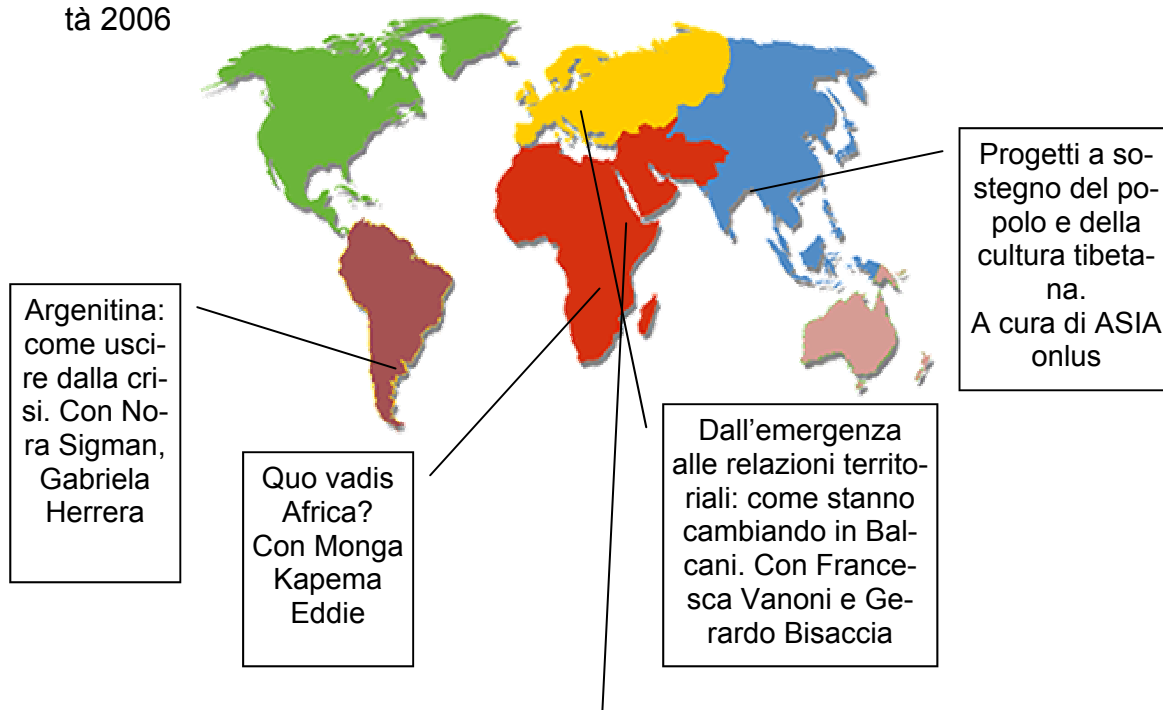 tà 2006
Progetti a so-
stegno del po-
polo e della
cultura tibeta-
na.
A cura di ASIA
onlus
Argenitina:
come usci-
re dalla cri-
si. Con No-
ra Sigman,
Gabriela
Herrera
Quo vadis
Africa?
Con Monga
Kapema
Eddie
Dall'emergenza
alle relazioni territo-
riali: come stanno
cambiando in Bal-
cani. Con France-
sca Vanoni e Ge-
rardo Bisaccia